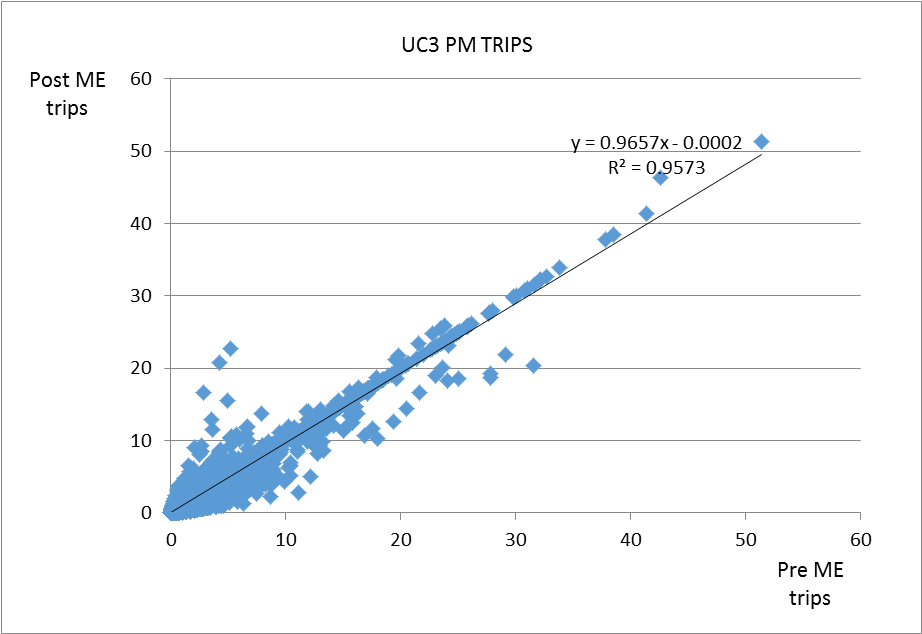 UC3 PM TRIPS
Post ME
trips
60
50
40
30
20
10
0
y = 0.9657x - 0.0002
R² = 0.9573
0 10 20 30 40 50 60
Pre ME
trips